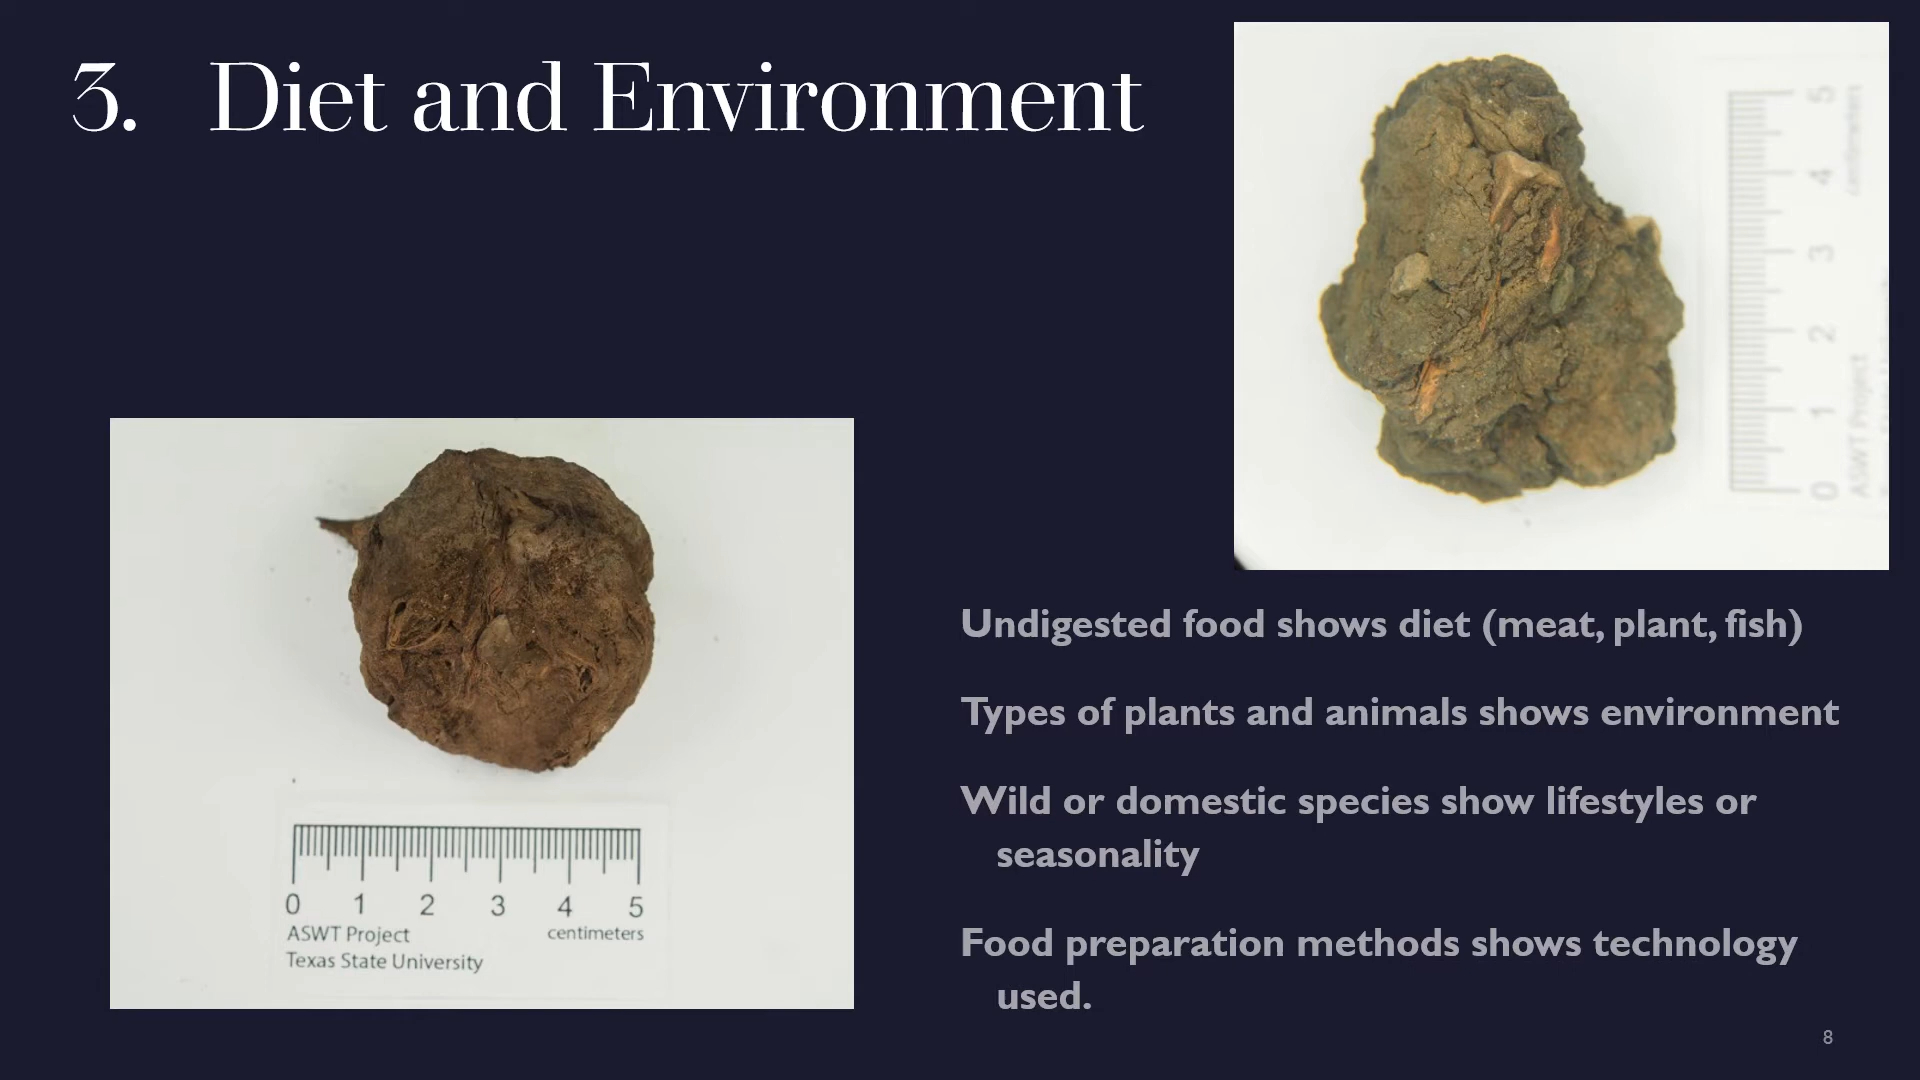 3. Diet and Environment
5
4
3
2
1
0
centimeters
ASWT Project
Undigested food shows diet (meat, plant, fish)
Types of plants and animals shows environment
Wild or domestic species show lifestyles or
seasonality
Food preparation methods shows technology
used.
0 1 2 3 4 5
ASWT Project centimeters
Texas State University
8